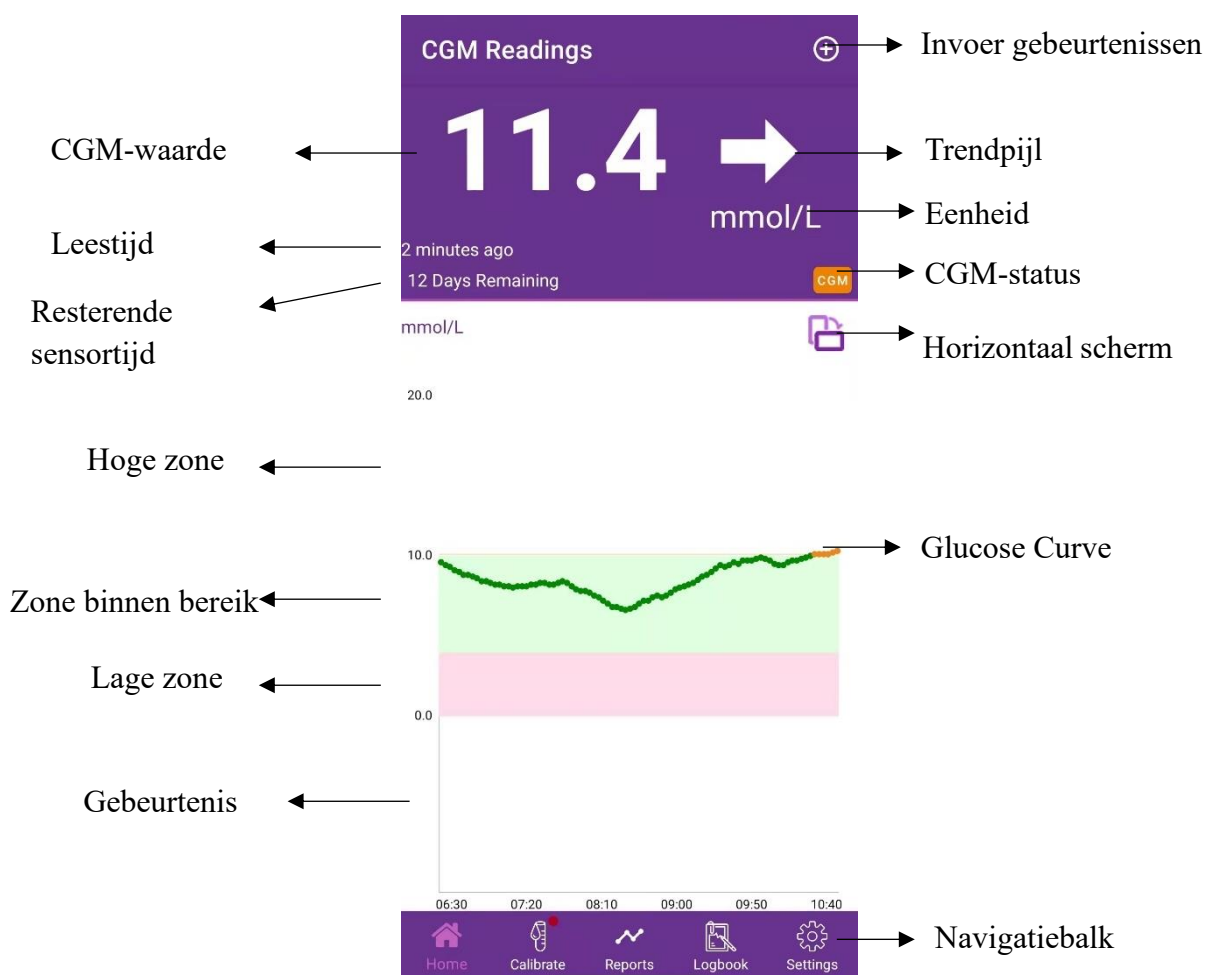 CGM Readings
Invoer gebeurtenissen
CGM-waarde
11.4
Trendpijl
mmol/L
Eenheid
Leestijd
2 minutes ago
12 Days Remaining
CGM
CGM-status
Resterende
sensortijd
mmol/L
Horizontaal scherm
20.0
Hoge zone
10.0
Glucose Curve
Zone binnen bereik
Lage zone
0.0
Gebeurtenis
06:30 07:20 08:10 09:00 09:50 10:40
Home Calibrate Reports Logbook Settings
Navigatiebalk